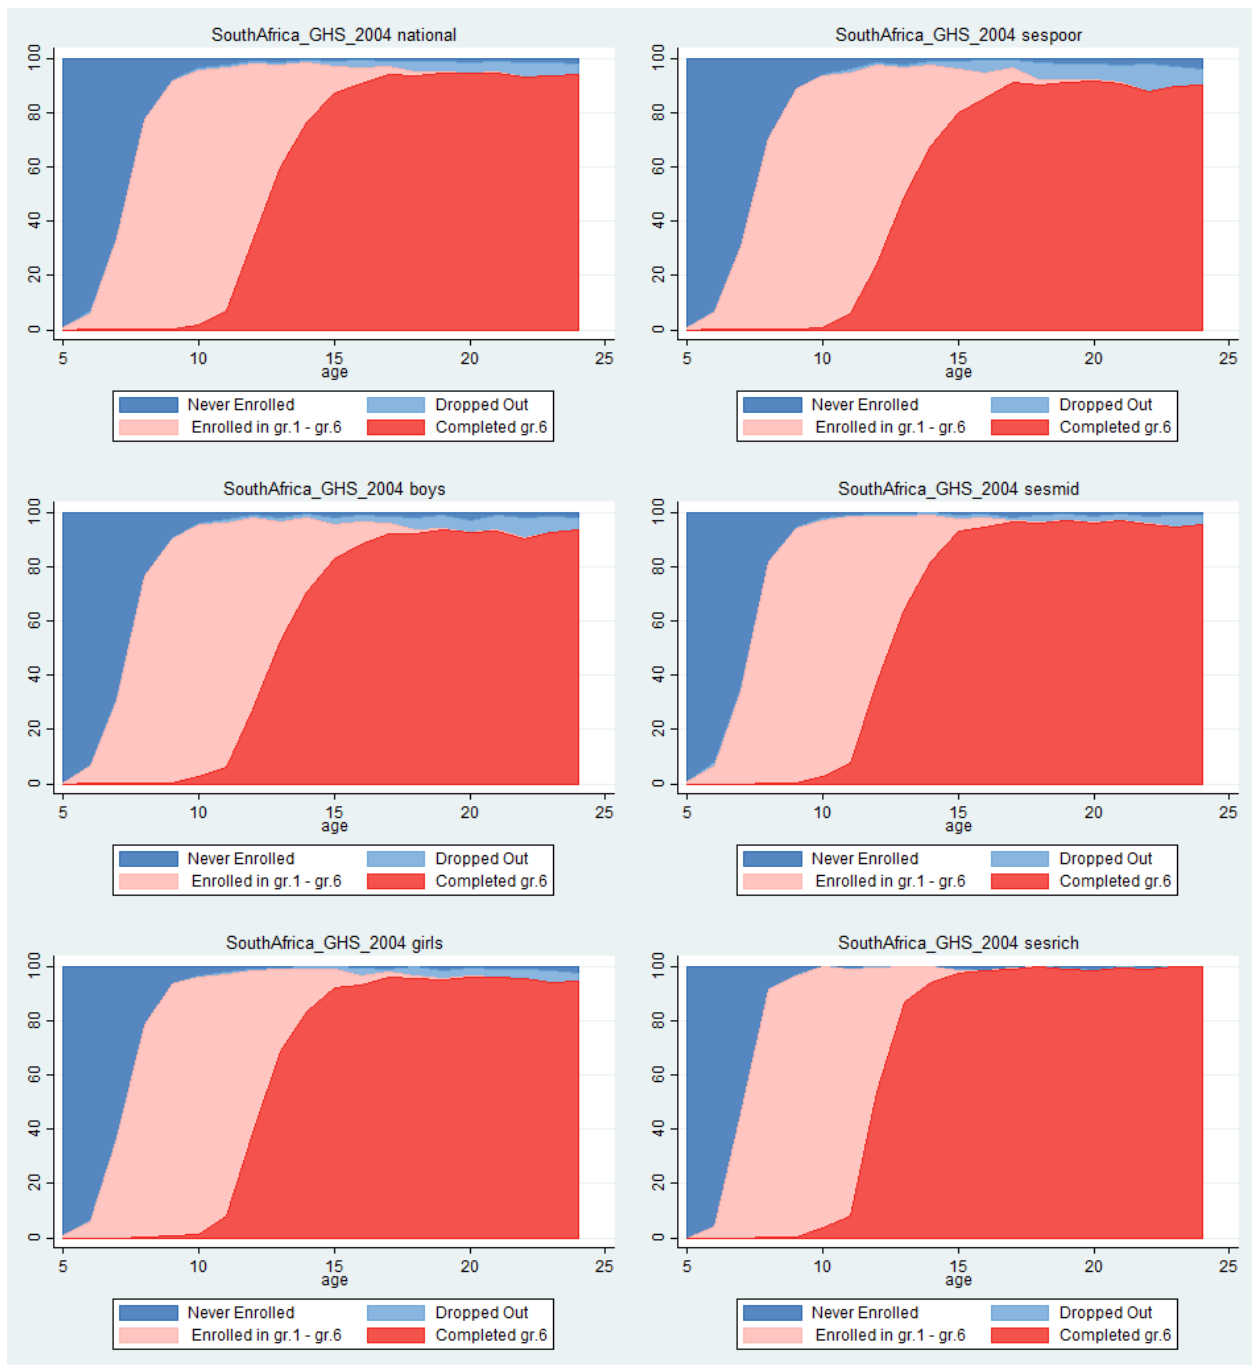 SouthAfrica_GHS_2004 national
100
80
60
40
20
0
5 10 15 20 25
age
Never Enrolled Dropped Out
Enrolled in gr.1 - gr.6 Completed gr.6
SouthAfrica_GHS_2004 sespoor
100
80
60
40
20
0
5 10 15 20 25
age
Never Enrolled Dropped Out
Enrolled in gr.1 - gr.6 Completed gr.6
SouthAfrica_GHS_2004 boys
100
80
60
40
20
0
5 10 15 20 25
age
Never Enrolled Dropped Out
Enrolled in gr.1 - gr.6 Completed gr.6
SouthAfrica_GHS_2004 sesmid
100
80
60
40
20
0
5 10 15 20 25
age
Never Enrolled Dropped Out
Enrolled in gr.1 - gr.6 Completed gr.6
SouthAfrica_GHS_2004 girls
100
80
60
40
20
0
5 10 15 20 25
age
Never Enrolled Dropped Out
Enrolled in gr.1 - gr.6 Completed gr.6
SouthAfrica_GHS_2004 sesrich
100
80
60
40
20
0
5 10 15 20 25
age
Never Enrolled Dropped Out
Enrolled in gr.1 - gr.6 Completed gr.6